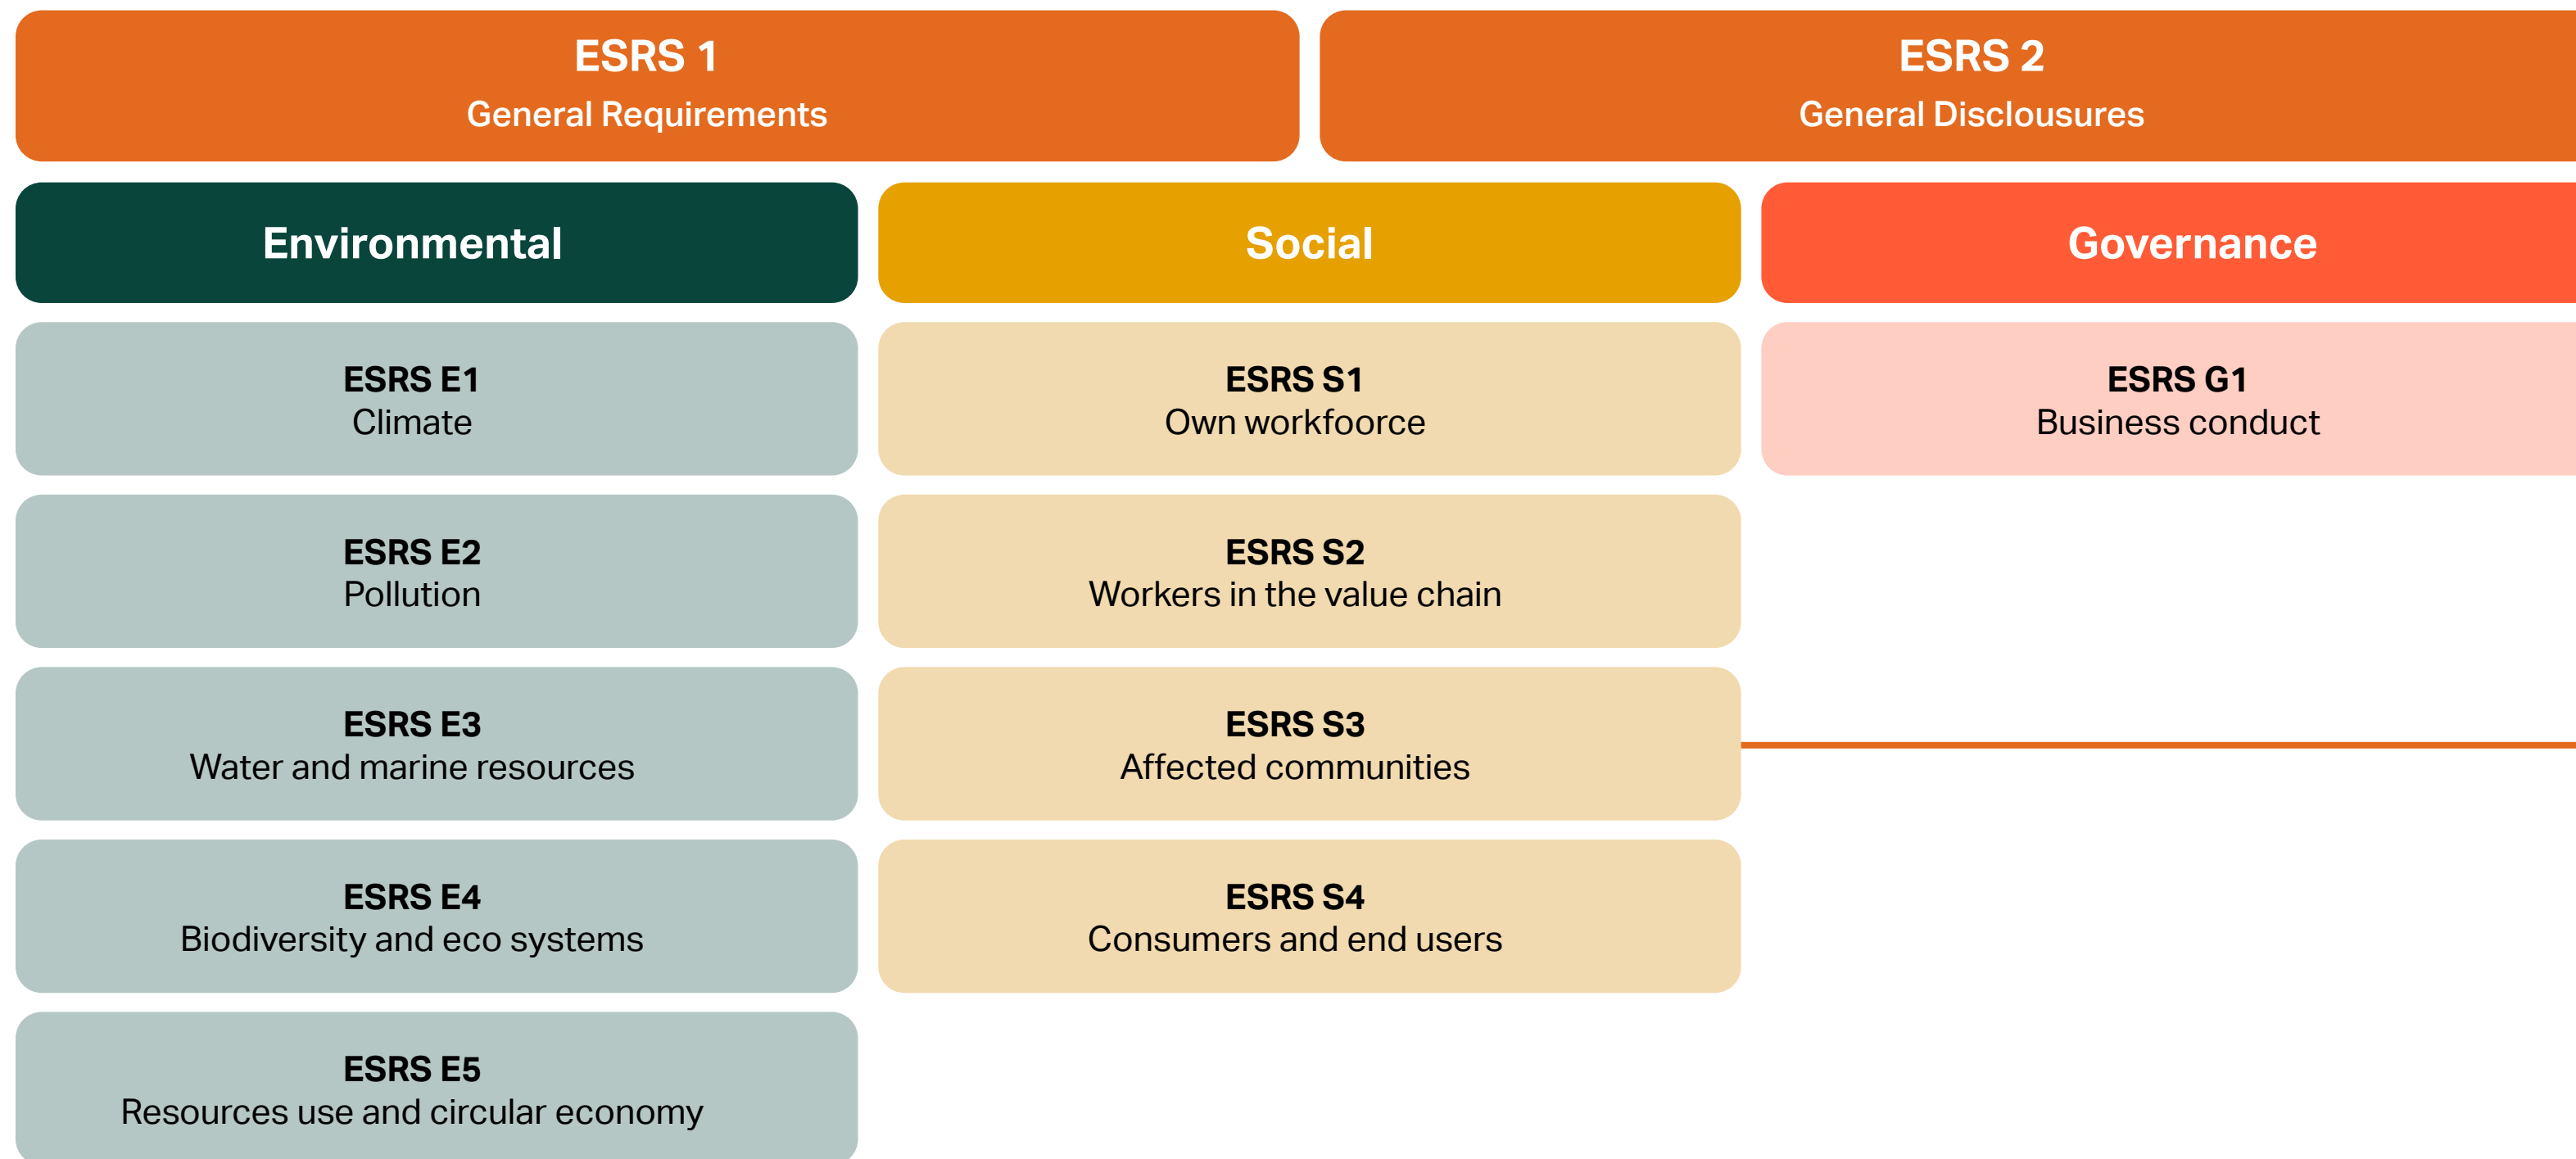 ESRS 1
General Requirements
ESRS 2
General Disclousures
Environmental
Social
Governance
ESRS E1
Climate
ESRS S1
Own workfoorce
ESRS G1
Business conduct
ESRS E2
Pollution
ESRS S2
Workers in the value chain
ESRS E3
Water and marine resources
ESRS S3
Affected communities
ESRS E4
Biodiversity and eco systems
ESRS S4
Consumers and end users
ESRS E5
Resources use and circular economy